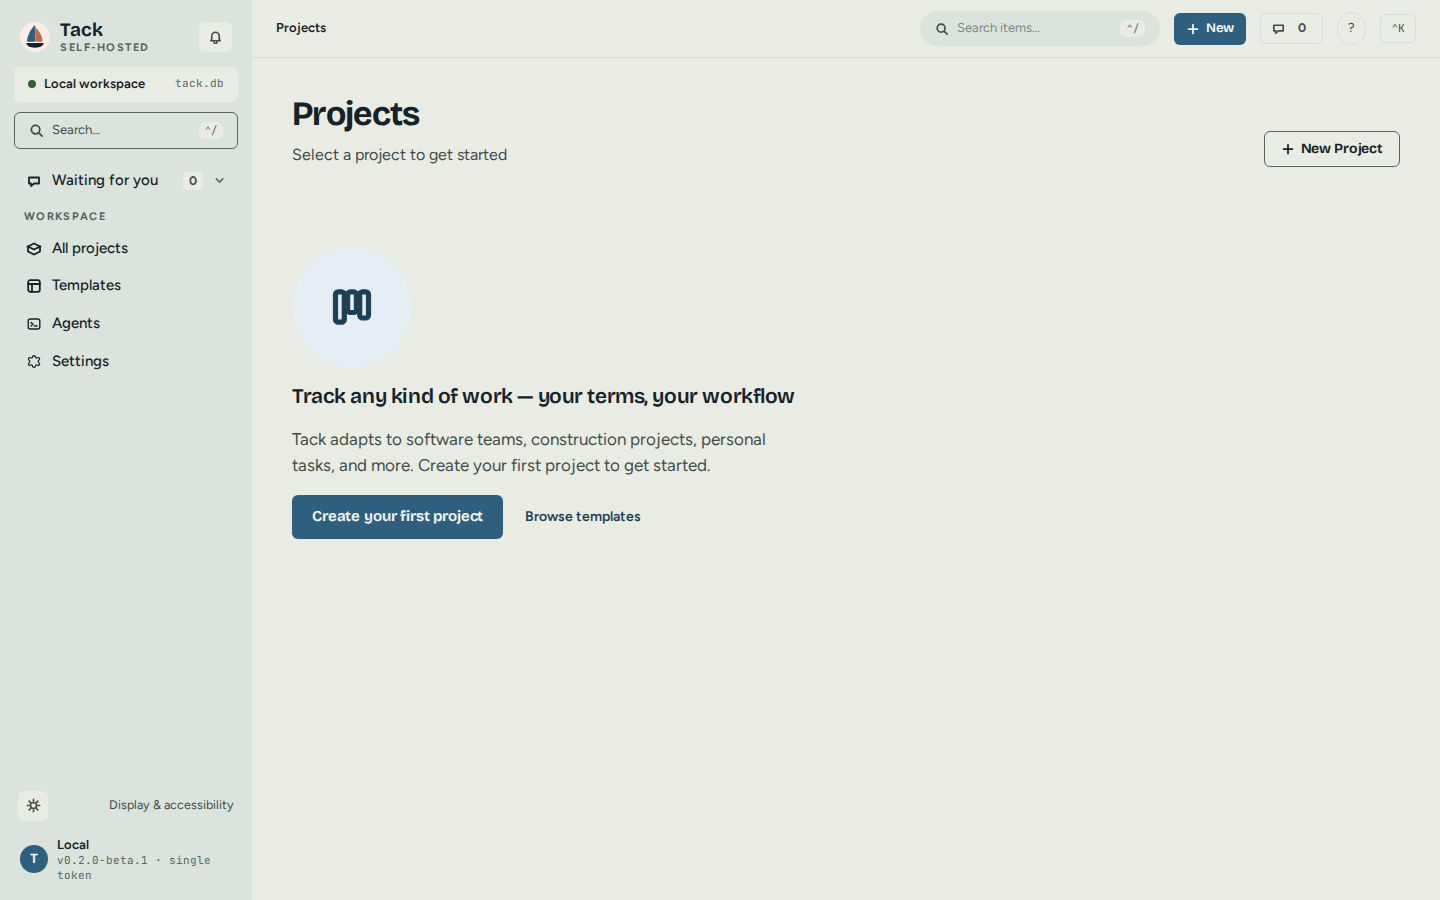 Tack
SELF-HOSTED
Local workspace tack.db
Search... ^/
Waiting for you 0
WORKSPACE
All projects
Templates
Agents
Settings
Display & accessibility
T
Local
v0.2.0-beta.1 · single
token
Projects
Search items... ^/
+ New
0
?
^K
Projects
Select a project to get started
+ New Project
Track any kind of work — your terms, your workflow
Tack adapts to software teams, construction projects, personal
tasks, and more. Create your first project to get started.
Create your first project
Browse templates